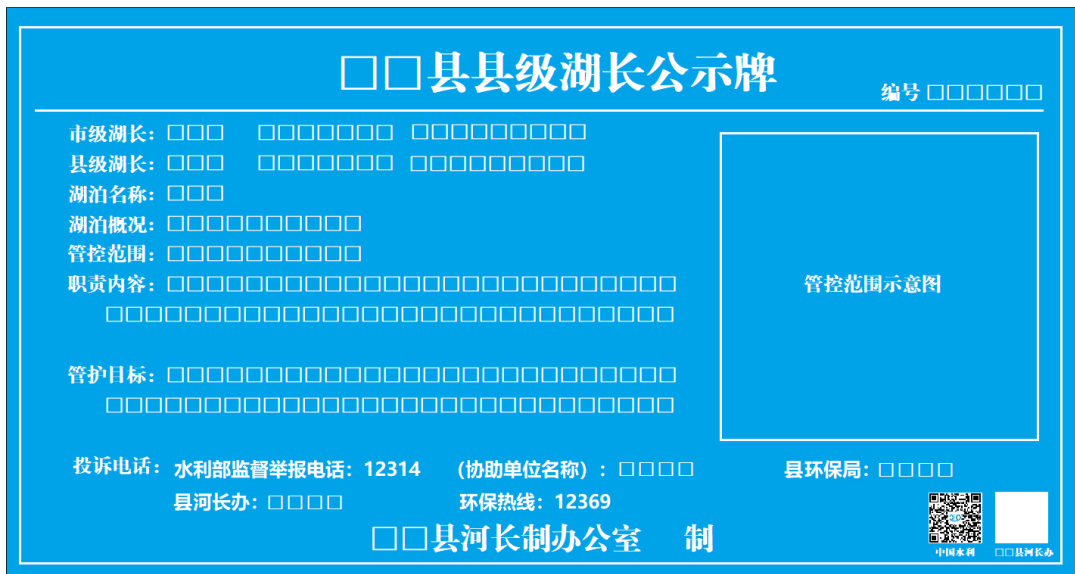 □□县县级湖长公示牌
编号 □□□□□□
市级湖长：□□□ □□□□□□□ □□□□□□□□□
县级湖长：□□□ □□□□□□□ □□□□□□□□□
湖泊名称：□□□
湖泊概况：□□□□□□□□□□
管控范围：□□□□□□□□□□
职责内容：□□□□□□□□□□□□□□□□□□□□□□□□□□
□□□□□□□□□□□□□□□□□□□□□□□□□□□□□
管护目标：□□□□□□□□□□□□□□□□□□□□□□□□□□
□□□□□□□□□□□□□□□□□□□□□□□□□□□□□
管控范围示意图
投诉电话：水利部监督举报电话：12314 （协助单位名称）：□□□□ 县环保局：□□□□
县河长办：□□□□ 环保热线：12369
□□县河长制办公室 制
中国水利 □□县河长办